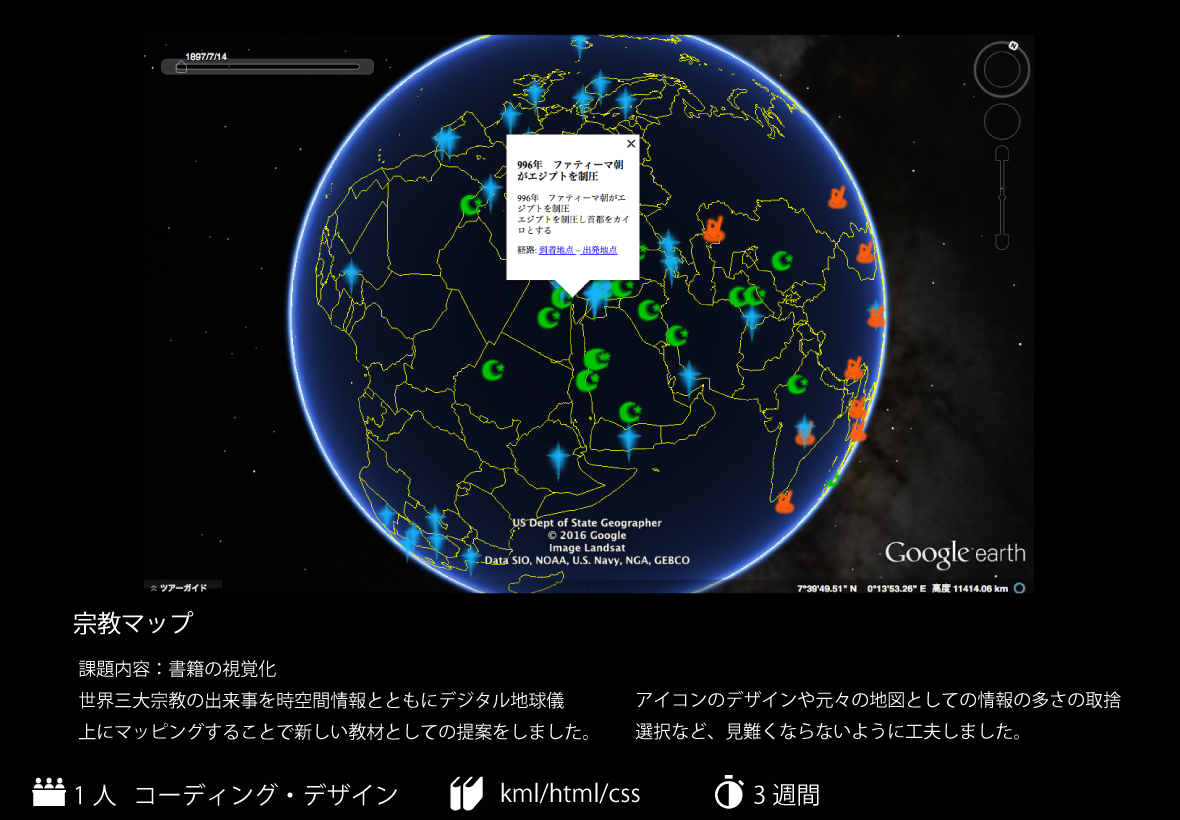 1897/7/14
N
996年　ファティーマ朝
がエジプトを制圧
996年　ファティーマ朝がエ
ジプトを制圧
エジプトを制圧し首都をカイ
ロとする
経路: 到着地点 – 出発地点
US Dept of State Geographer
© 2016 Google
Image Landsat
Data SIO, NOAA, U.S. Navy, NGA, GEBCO
Google earth
ツアーガイド
7°39'49.51" N 0°13'53.26" E 高度 11414.06 km
宗教マップ
課題内容：書籍の視覚化
世界三大宗教の出来事を時空間情報とともにデジタル地球儀
上にマッピングすることで新しい教材としての提案をしました。
アイコンのデザインや元々の地図としての情報の多さの取捨
選択など、見難くならないように工夫しました。
1 人 コーディング・デザイン
kml/html/css
3 週間